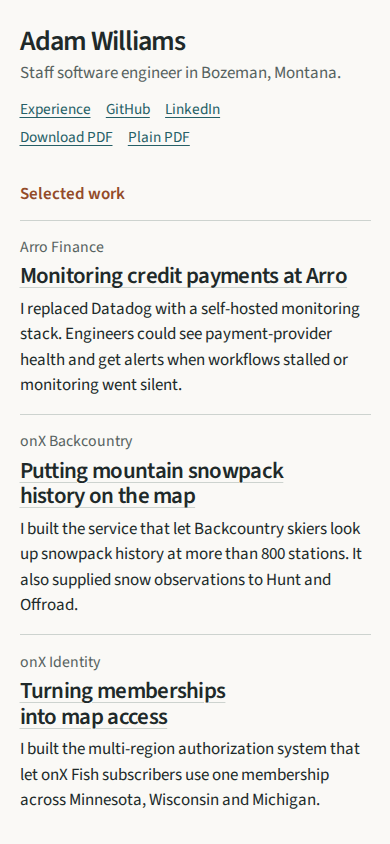 Adam Williams
Staff software engineer in Bozeman, Montana.
Experience GitHub LinkedIn
Download PDF Plain PDF
Selected work
Arro Finance
Monitoring credit payments at Arro
I replaced Datadog with a self-hosted monitoring
stack. Engineers could see payment-provider
health and get alerts when workflows stalled or
monitoring went silent.
onX Backcountry
Putting mountain snowpack
history on the map
I built the service that let Backcountry skiers look
up snowpack history at more than 800 stations. It
also supplied snow observations to Hunt and
Offroad.
onX Identity
Turning memberships
into map access
I built the multi-region authorization system that
let onX Fish subscribers use one membership
across Minnesota, Wisconsin and Michigan.